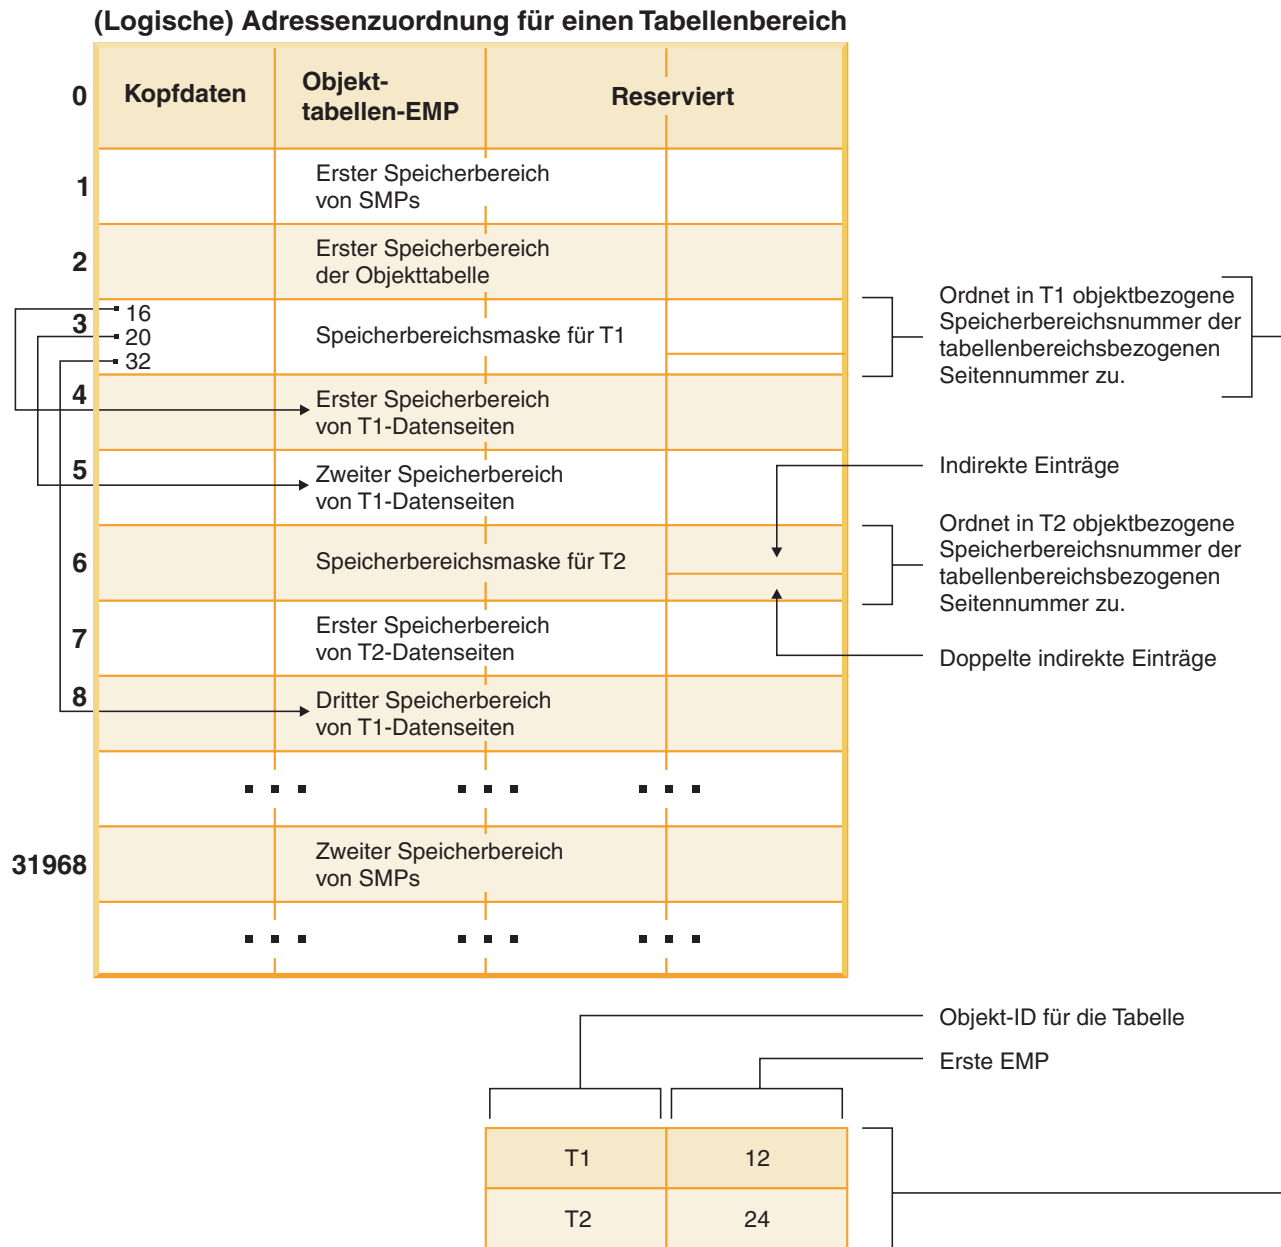 (Logische) Adressenzuordnung für einen Tabellenbereich
0
Kopfdaten
Objekt-
tabellen-EMP
Reserviert
1
Erster Speicherbereich
von SMPs
2
Erster Speicherbereich
der Objekttabelle
3
16
20
32
Speicherbereichsmaske für T1
Ordnet in T1 objektbezogene
Speicherbereichsnummer der
tabellenbereichsbezogenen
Seitennummer zu.
4
Erster Speicherbereich
von T1-Datenseiten
5
Zweiter Speicherbereich
von T1-Datenseiten
Indirekte Einträge
6
Speicherbereichsmaske für T2
Ordnet in T2 objektbezogene
Speicherbereichsnummer der
tabellenbereichsbezogenen
Seitennummer zu.
7
Erster Speicherbereich
von T2-Datenseiten
Doppelte indirekte Einträge
8
Dritter Speicherbereich
von T1-Datenseiten
31968
Zweiter Speicherbereich
von SMPs
Objekt-ID für die Tabelle
Erste EMP
T1 12
T2 24